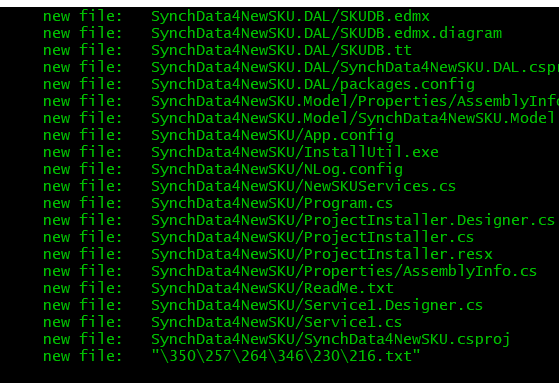 new file: SynchData4NewSKU.DAL/SKUDB.edmx
new file: SynchData4NewSKU.DAL/SKUDB.edmx.diagram
new file: SynchData4NewSKU.DAL/SKUDB.tt
new file: SynchData4NewSKU.DAL/SynchData4NewSKU.DAL.cspr
new file: SynchData4NewSKU.DAL/packages.config
new file: SynchData4NewSKU.Model/Properties/AssemblyInfo
new file: SynchData4NewSKU.Model/SynchData4NewSKU.Model
new file: SynchData4NewSKU/App.config
new file: SynchData4NewSKU/InstallUtil.exe
new file: SynchData4NewSKU/NLog.config
new file: SynchData4NewSKU/NewSKUServices.cs
new file: SynchData4NewSKU/Program.cs
new file: SynchData4NewSKU/ProjectInstaller.Designer.cs
new file: SynchData4NewSKU/ProjectInstaller.cs
new file: SynchData4NewSKU/ProjectInstaller.resx
new file: SynchData4NewSKU/Properties/AssemblyInfo.cs
new file: SynchData4NewSKU/ReadMe.txt
new file: SynchData4NewSKU/Service1.Designer.cs
new file: SynchData4NewSKU/Service1.cs
new file: SynchData4NewSKU/SynchData4NewSKU.csproj
new file: "\350\257\264\346\230\216.txt"